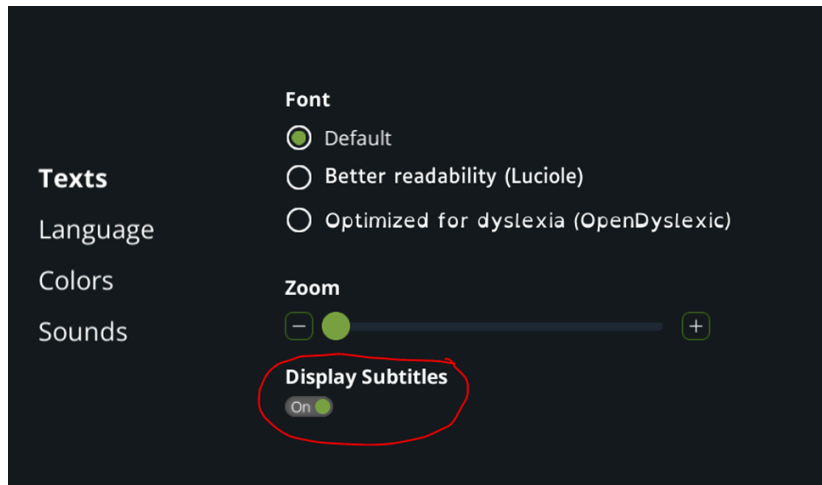 Texts
Language
Colors
Sounds
Font
Default
Better readability (Luciole)
Optimized for dyslexia (OpenDyslexic)
Zoom
Display Subtitles
On